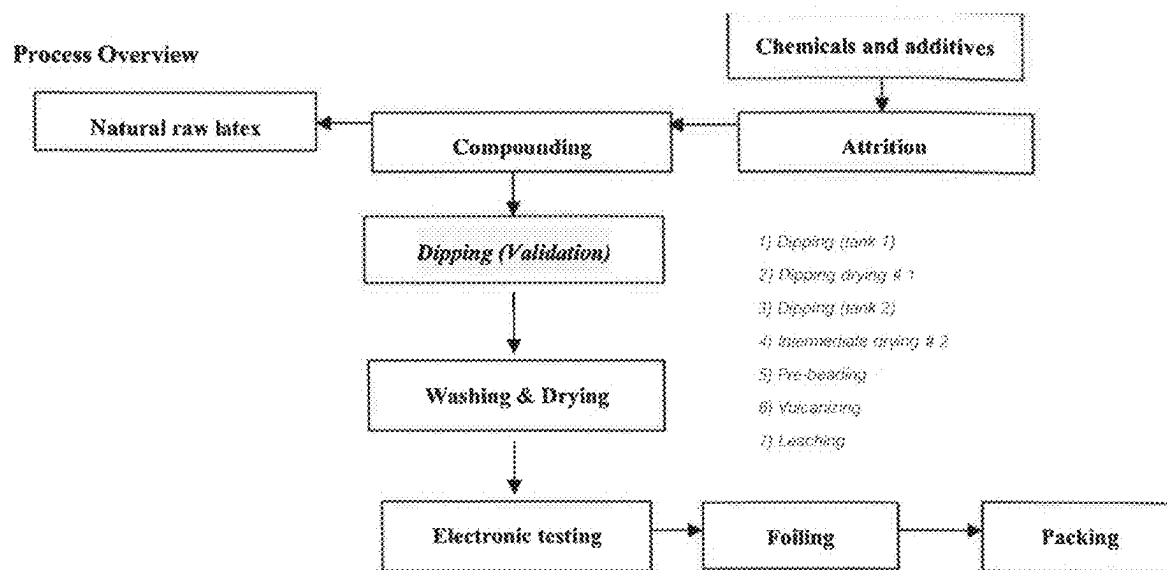 Chemicals and additives
Process Overview
Natural raw latex
Compounding
Attrition
Dipping (Validation)
1) Dipping (tank 1)
2) Dipping drying # 1
3) Dipping (tank 2)
4) Intermediate drying # 2
5) Pre-beading
6) Vulcanizing
7) Leaching
Washing & Drying
Electronic testing
Foiling
Packing